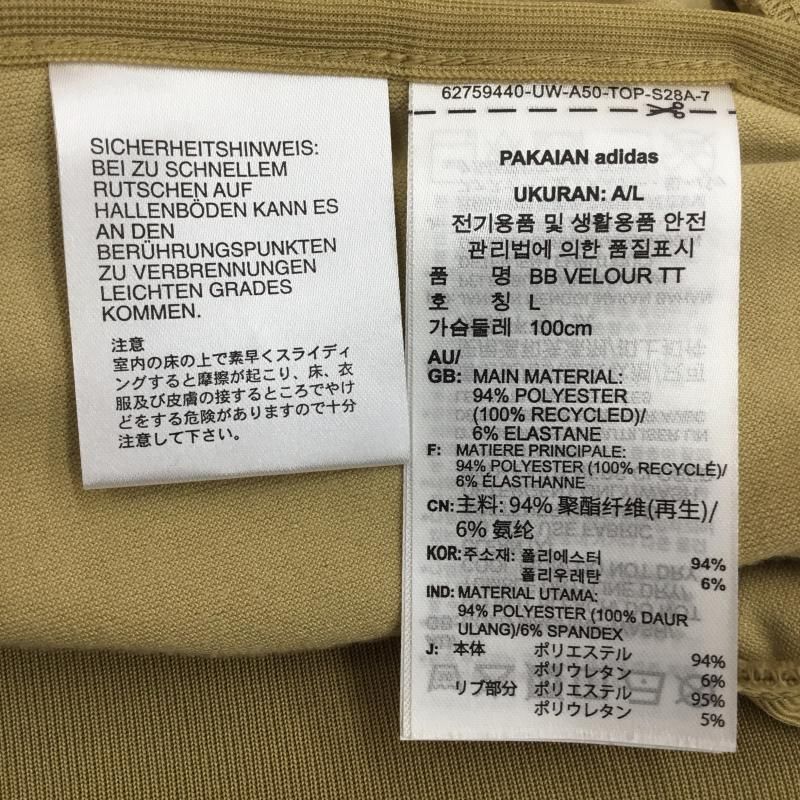 SICHERHEITSHINWEIS:
BEI ZU SCHNELLEM
RUTSCHEN AUF
HALLENBÖDEN KANN ES
AN DEN
BERÜHRUNGSPUNKTEN
ZU VERBRENNUNGEN
LEICHTEN GRADES
KOMMEN.
注意
室内の床の上で素早くスライディ
ングすると摩擦が起こり、床、衣
服及び皮膚の接するところでやけ
どをする危険がありますので十分
注意して下さい。
62759440-UW-A50-TOP-S28A-7
PAKAIAN adidas
UKURAN: A/L
전기용품 및 생활용품 안전
관리법에 의한 품질표시
품 명 BB VELOUR TT
호 칭 L
가슴둘레 100cm
AU/
GB: MAIN MATERIAL:
94% POLYESTER
(100% RECYCLED)/
6% ELASTANE
F: MATIERE PRINCIPALE:
94% POLYESTER (100% RECYCLÉ)/
6% ÉLASTHANNE
CN: 主料: 94% 聚酯纤维(再生)/
6% 氨纶
KOR: 주소재: 폴리에스터 94%
폴리우레탄 6%
IND: MATERIAL UTAMA:
94% POLYESTER (100% DAUR
ULANG)/6% SPANDEX
J: 本体 ポリエステル 94%
ポリウレタン 6%
リブ部分 ポリエステル 95%
ポリウレタン 5%